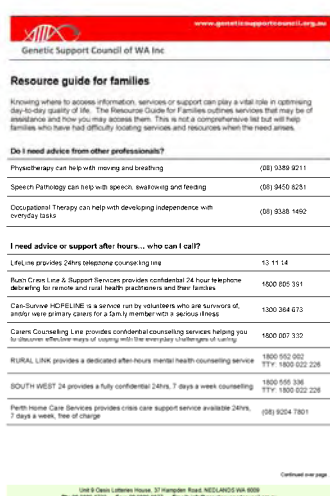 www.geneticsupportcouncil.org.au
Genetic Support Council of WA Inc
Resource guide for families
Knowing where to access information, services or support can play a vital role in optimising
day-to-day quality of life. The Resource Guide for Families outlines services that may be of
assistance and how you may access them. This is not a comprehensive list but will help
families who have had difficulty locating services and resources when the need arises.
Do I need advice from other professionals?
Physiotherapy can help with moving and breathing (08) 9389 9211
Speech Pathology can help with speech, swallowing and feeding (08) 9450 8281
Occupational Therapy can help with developing independence with
everyday tasks (08) 9388 1492
I need advice or support after hours... who can I call?
LifeLine provides 24hrs telephone counselling line 13 11 14
Bush Crisis Line & Support Services provides confidential 24 hour telephone
debriefing for remote and rural health practitioners and their families 1800 805 391
Can-Survive HOPELINE is a service run by volunteers who are survivors of,
and/or were primary carers for a family member with a serious illness 1300 364 673
Carers Counselling Line provides confidential counselling services helping you
to discover effective ways of coping with the everyday challenges of caring 1800 007 332
RURAL LINK provides a dedicated after-hours mental health counselling service 1800 552 002
TTY: 1800 022 226
SOUTH WEST 24 provides a fully confidential 24hrs, 7 days a week counselling 1800 555 336
TTY: 1800 022 226
Perth Home Care Services provides crisis care support service available 24hrs,
7 days a week, free of charge (08) 9204 7801
Continued over page
Unit 9 Oasis Lotteries House, 37 Hampden Road, NEDLANDS WA 6009